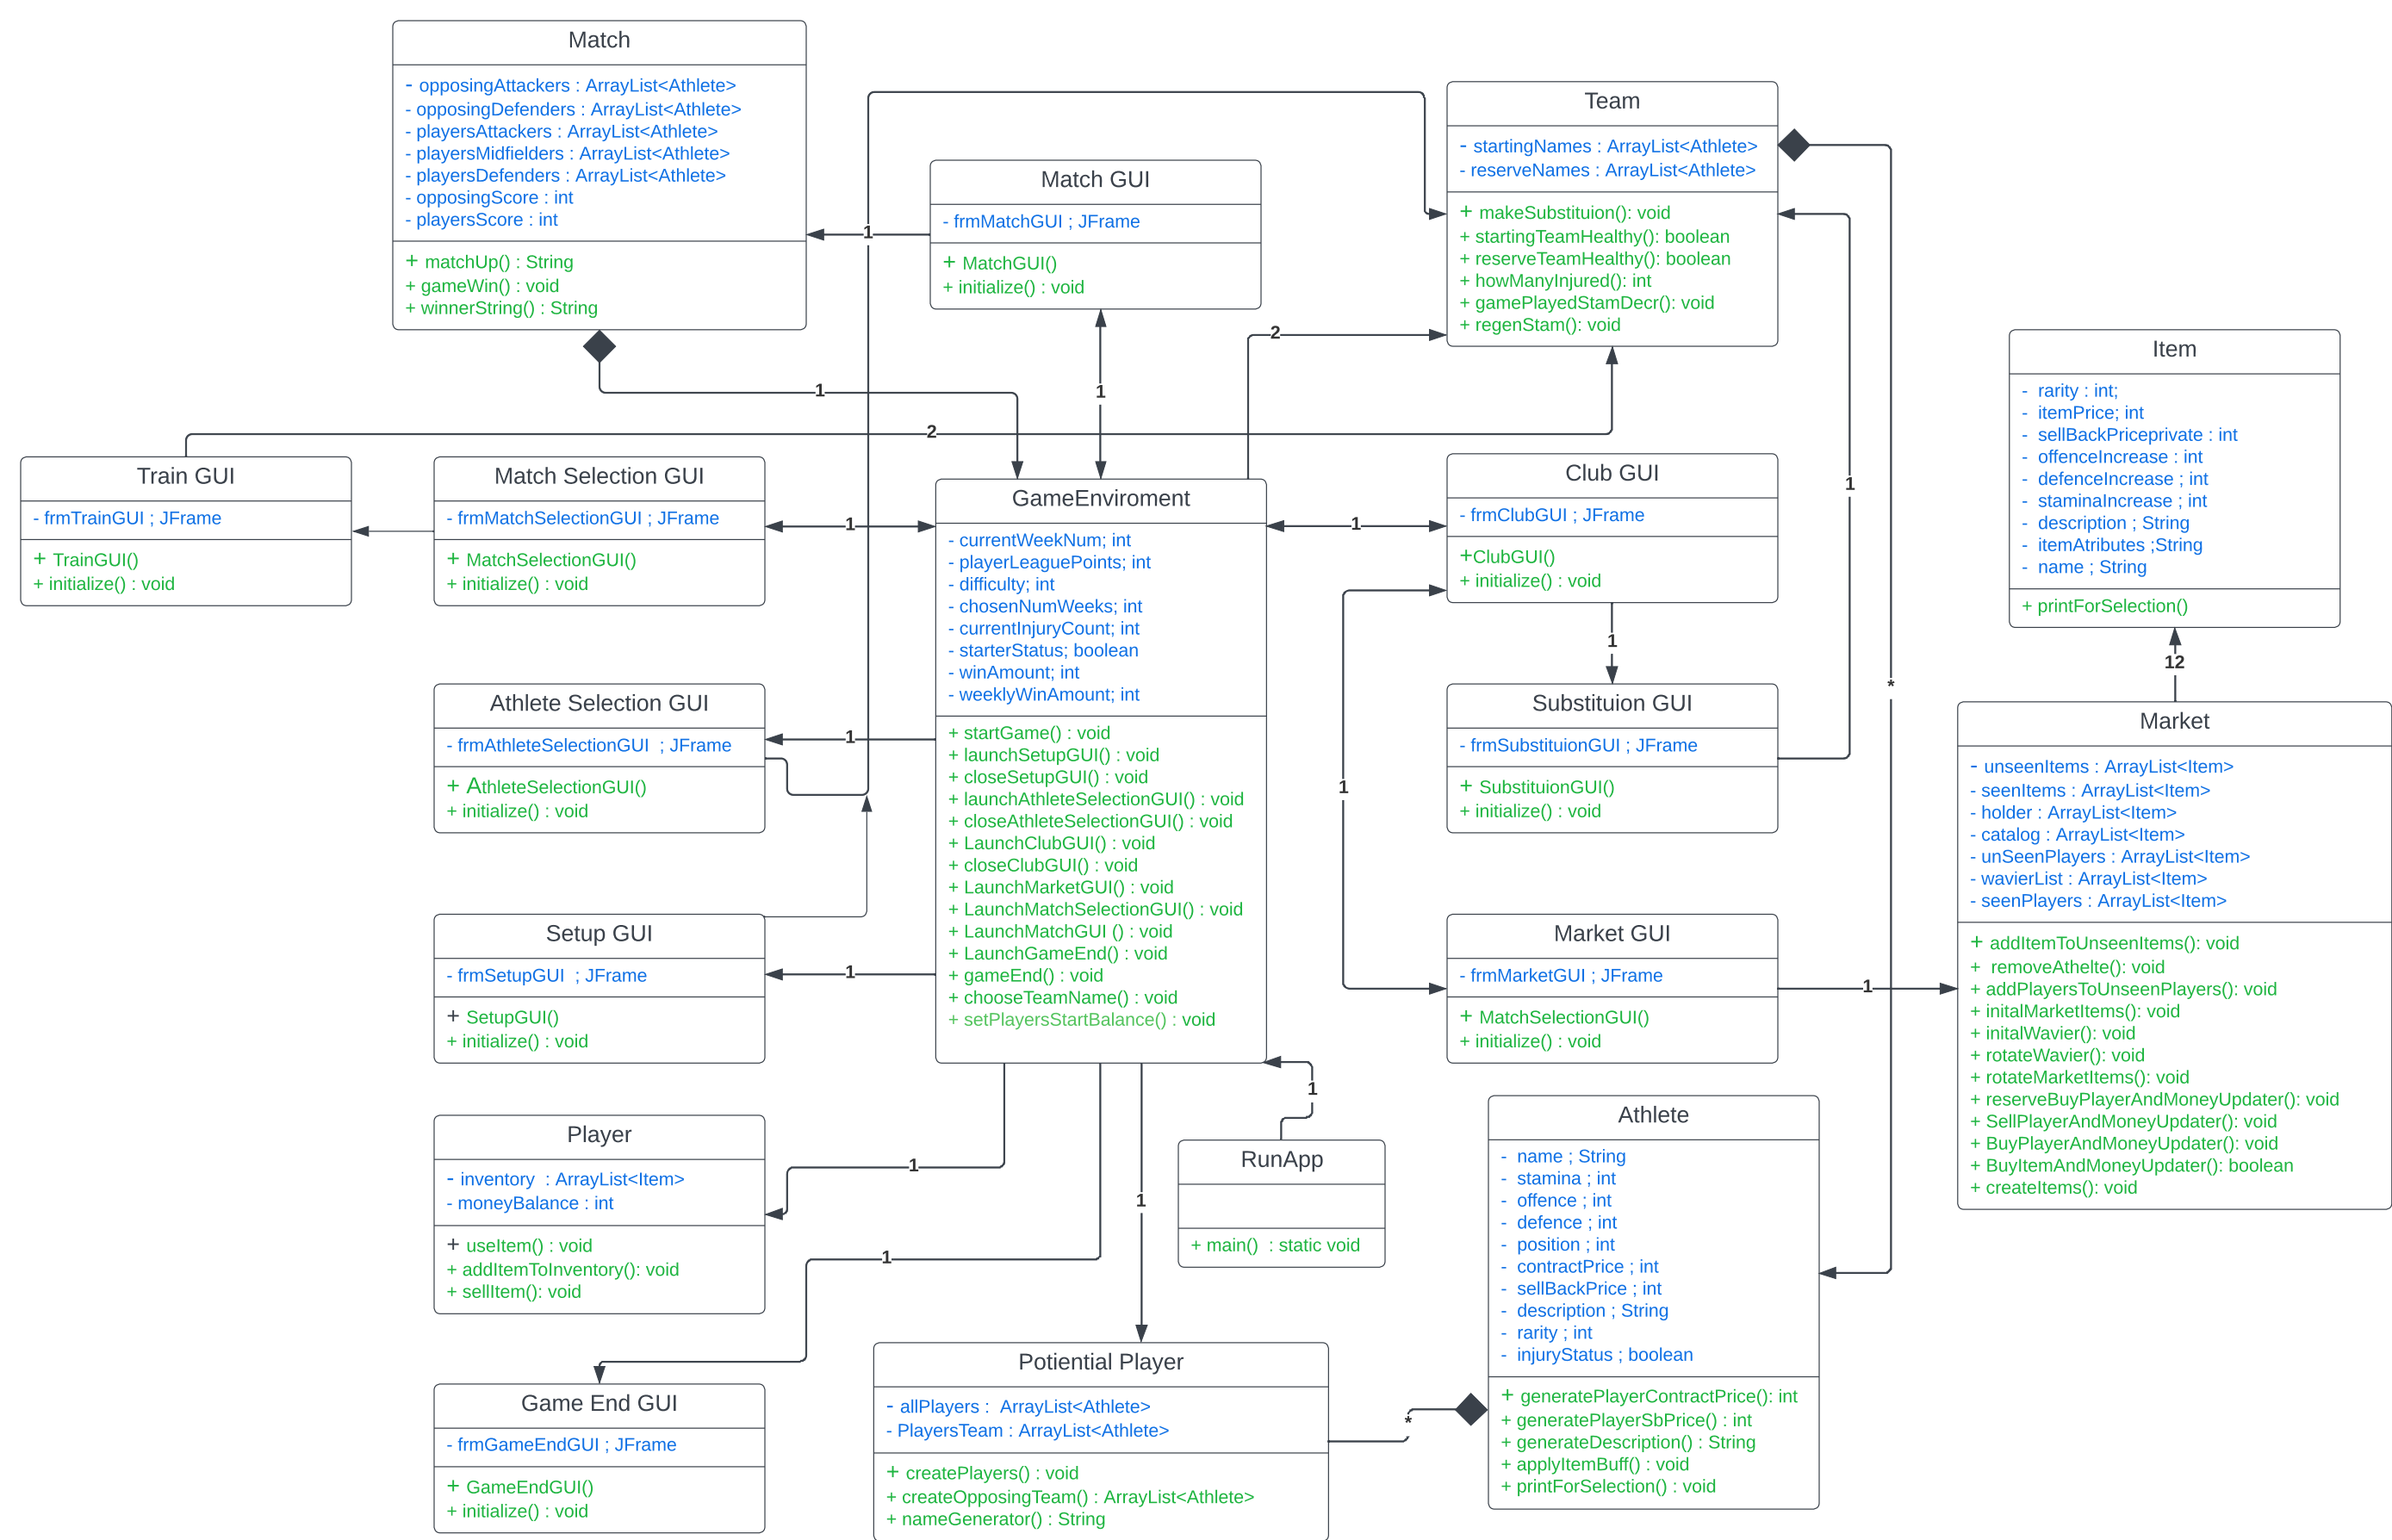 Match
- opposingAttackers : ArrayList<Athlete>
- opposingDefenders : ArrayList<Athlete>
- playersAttackers : ArrayList<Athlete>
- playersMidfielders : ArrayList<Athlete>
- playersDefenders : ArrayList<Athlete>
- opposingScore : int
- playersScore : int
+ matchUp() : String
+ gameWin() : void
+ winnerString() : String
Match GUI
- frmMatchGUI ; JFrame
+ MatchGUI()
+ initialize() : void
Team
- startingNames : ArrayList<Athlete>
- reserveNames : ArrayList<Athlete>
+ makeSubstituion(): void
+ startingTeamHealthy(): boolean
+ reserveTeamHealthy(): boolean
+ howManyInjured(): int
+ gamePlayedStamDecr(): void
+ regenStam(): void
1
2
1
1
2
Item
- rarity : int;
- itemPrice; int
- sellBackPriceprivate : int
- offenceIncrease : int
- defenceIncrease ; int
- staminaIncrease ; int
- description ; String
- itemAtributes ;String
- name ; String
+ printForSelection()
Train GUI
- frmTrainGUI ; JFrame
+ TrainGUI()
+ initialize() : void
Match Selection GUI
- frmMatchSelectionGUI ; JFrame
+ MatchSelectionGUI()
+ initialize() : void
1
GameEnviroment
- currentWeekNum; int
- playerLeaguePoints; int
- difficulty; int
- chosenNumWeeks; int
- currentInjuryCount; int
- starterStatus; boolean
- winAmount; int
- weeklyWinAmount; int
+ startGame() : void
+ launchSetupGUI() : void
+ closeSetupGUI() : void
+ launchAthleteSelectionGUI() : void
+ closeAthleteSelectionGUI() : void
+ LaunchClubGUI() : void
+ closeClubGUI() : void
+ LaunchMarketGUI() : void
+ LaunchMatchSelectionGUI() : void
+ LaunchMatchGUI () : void
+ LaunchGameEnd() : void
+ gameEnd() : void
+ chooseTeamName() : void
+ setPlayersStartBalance() : void
1
Club GUI
- frmClubGUI ; JFrame
+ClubGUI()
+ initialize() : void
1
1
*
12
Athlete Selection GUI
- frmAthleteSelectionGUI ; JFrame
+ AthleteSelectionGUI()
+ initialize() : void
1
Substituion GUI
- frmSubstituionGUI ; JFrame
+ SubstituionGUI()
+ initialize() : void
1
Market
- unseenItems : ArrayList<Item>
- seenItems : ArrayList<Item>
- holder : ArrayList<Item>
- catalog : ArrayList<Item>
- unSeenPlayers : ArrayList<Item>
- wavierList : ArrayList<Item>
- seenPlayers : ArrayList<Item>
+ addItemToUnseenItems(): void
+ removeAthelte(): void
+ addPlayersToUnseenPlayers(): void
+ initalMarketItems(): void
+ initalWavier(): void
+ rotateWavier(): void
+ rotateMarketItems(): void
+ reserveBuyPlayerAndMoneyUpdater(): void
+ SellPlayerAndMoneyUpdater(): void
+ BuyPlayerAndMoneyUpdater(): void
+ BuyItemAndMoneyUpdater(): boolean
+ createItems(): void
Setup GUI
- frmSetupGUI ; JFrame
+ SetupGUI()
+ initialize() : void
1
Market GUI
- frmMarketGUI ; JFrame
+ MatchSelectionGUI()
+ initialize() : void
1
Player
- inventory : ArrayList<Item>
- moneyBalance : int
+ useItem() : void
+ addItemToInventory(): void
+ sellItem(): void
1
1
1
1
RunApp
+ main() : static void
Athlete
- name ; String
- stamina ; int
- offence ; int
- defence ; int
- position ; int
- contractPrice ; int
- sellBackPrice ; int
- description ; String
- rarity ; int
- injuryStatus ; boolean
+ generatePlayerContractPrice(): int
+ generatePlayerSbPrice() : int
+ generateDescription() : String
+ applyItemBuff() : void
+ printForSelection() : void
Game End GUI
- frmGameEndGUI ; JFrame
+ GameEndGUI()
+ initialize() : void
Potiential Player
- allPlayers : ArrayList<Athlete>
- PlayersTeam : ArrayList<Athlete>
+ createPlayers() : void
+ createOpposingTeam() : ArrayList<Athlete>
+ nameGenerator() : String
*